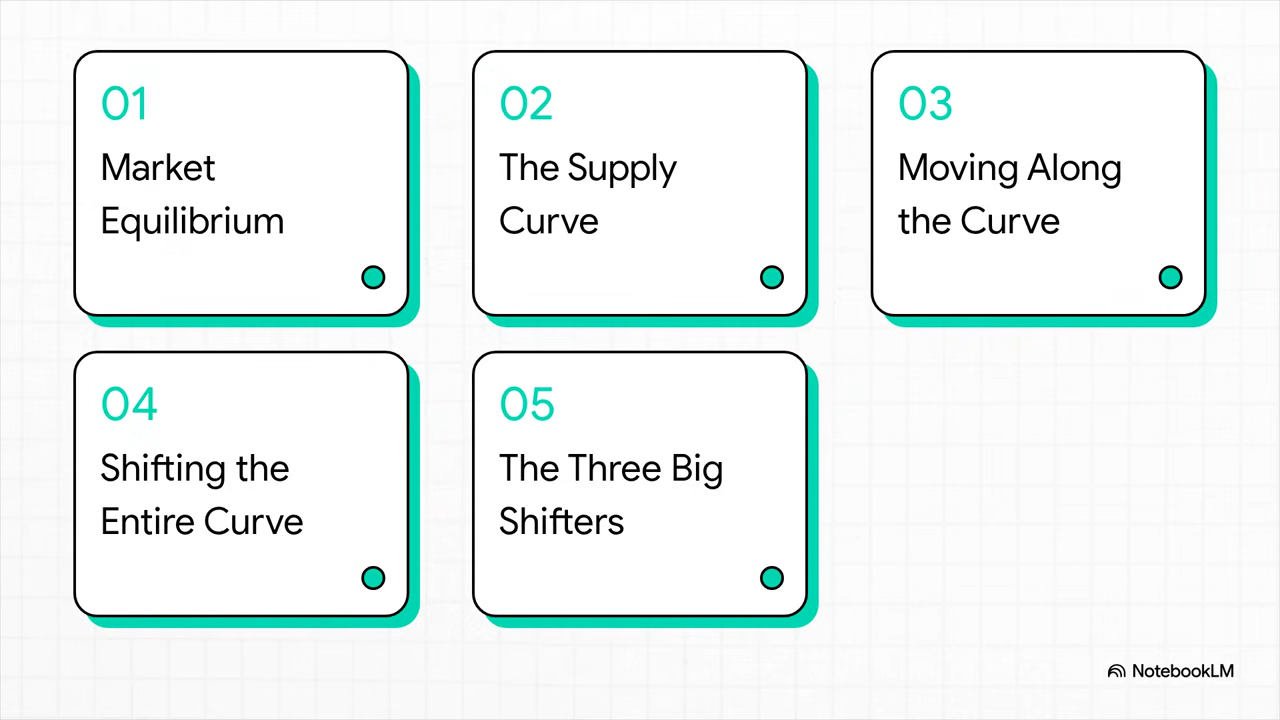 01
Market
Equilibrium
02
The Supply
Curve
03
Moving Along
the Curve
04
Shifting the
Entire Curve
05
The Three Big
Shifters
NotebookLM